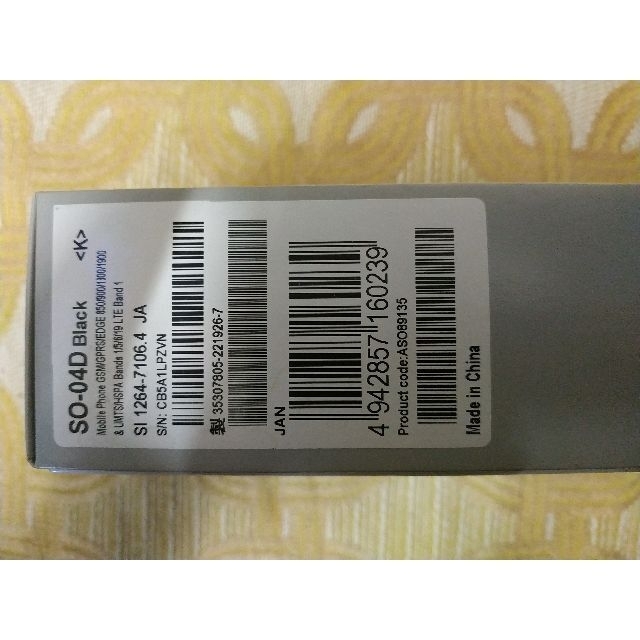 SO-04D Black <K>
Mobile Phone GSM/GPRS/EDGE 850/900/1800/1900
& UMTS/HSPA Bands 1/5/6/19 LTE Band 1
SI 1264-7106.4 JA
S/N: CB5A1LPZVN
製 35307805-221926-7
JAN
4 942857 160239
Product code:ASO69135
Made in China